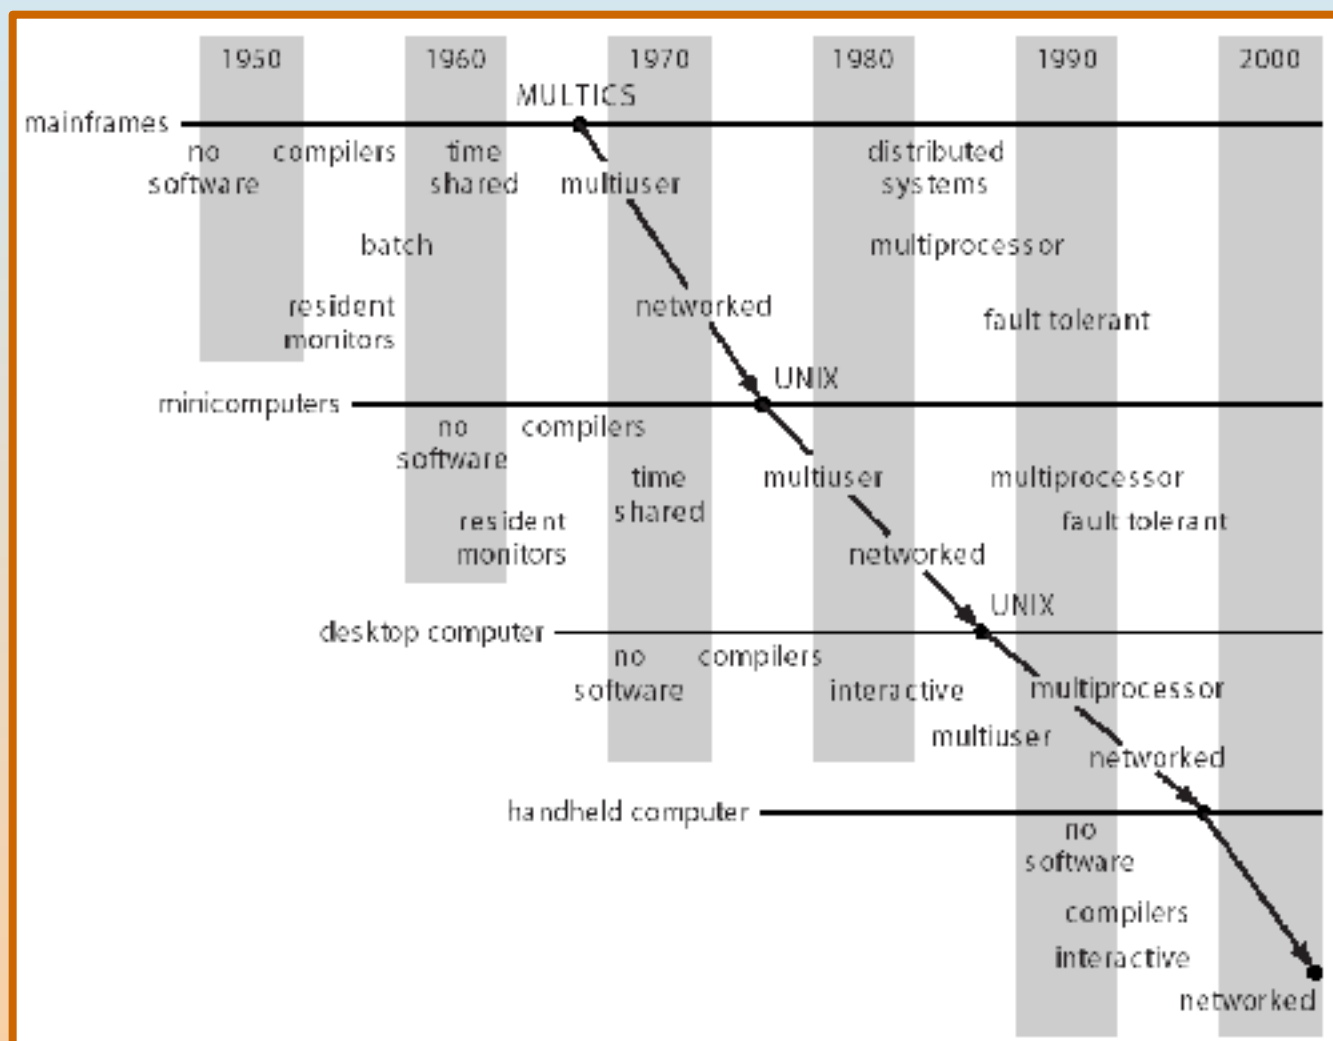 1950 1960 1970 1980 1990 2000
MULTICS
mainframes
no compilers time distributed
software shared multiuser systems
batch multiprocessor
resident networked fault tolerant
monitors
UNIX
minicomputers
no compilers
software
time multiuser multiprocessor
shared
resident fault tolerant
monitors networked
UNIX
desktop computer
no compilers
software interactive multiprocessor
multiuser
networked
handheld computer
no
software
compilers
interactive
networked